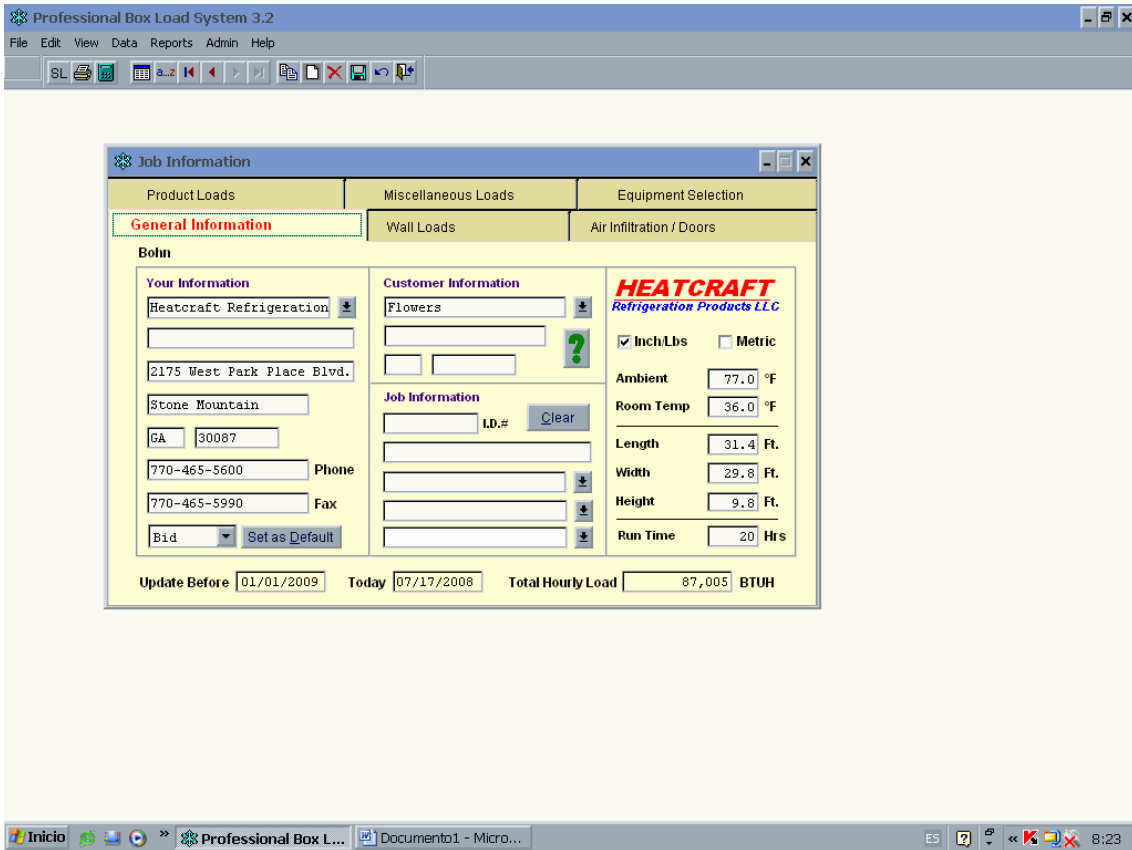 Professional Box Load System 3.2
File Edit View Data Reports Admin Help
SL a..z
Job Information
Product Loads Miscellaneous Loads Equipment Selection
General Information Wall Loads Air Infiltration / Doors
Bohn
Your Information
Heatcraft Refrigeration
2175 West Park Place Blvd.
Stone Mountain
GA 30087
770-465-5600 Phone
770-465-5990 Fax
Bid Set as Default
Customer Information
Flowers
?
Job Information
I.D.# Clear
HEATCRAFT
Refrigeration Products LLC
Inch/Lbs Metric
Ambient 77.0 °F
Room Temp 36.0 °F
Length 31.4 Ft.
Width 29.8 Ft.
Height 9.8 Ft.
Run Time 20 Hrs
Update Before 01/01/2009 Today 07/17/2008 Total Hourly Load 87,005 BTUH
Inicio » Professional Box L... Documento1 - Micro... ES ? « K 8:23